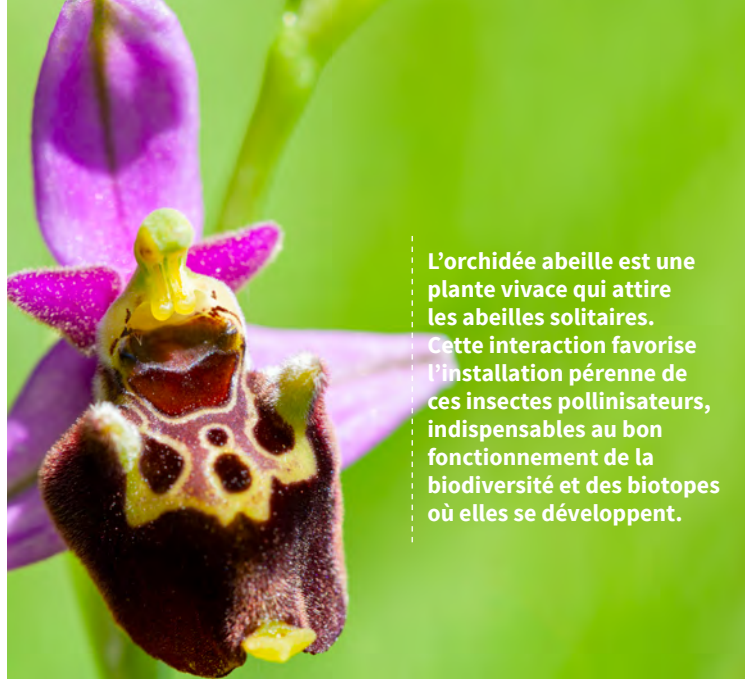 L’orchidée abeille est une
plante vivace qui attire
les abeilles solitaires.
Cette interaction favorise
l’installation pérenne de
ces insectes pollinisateurs,
indispensables au bon
fonctionnement de la
biodiversité et des biotopes
où elles se développent.